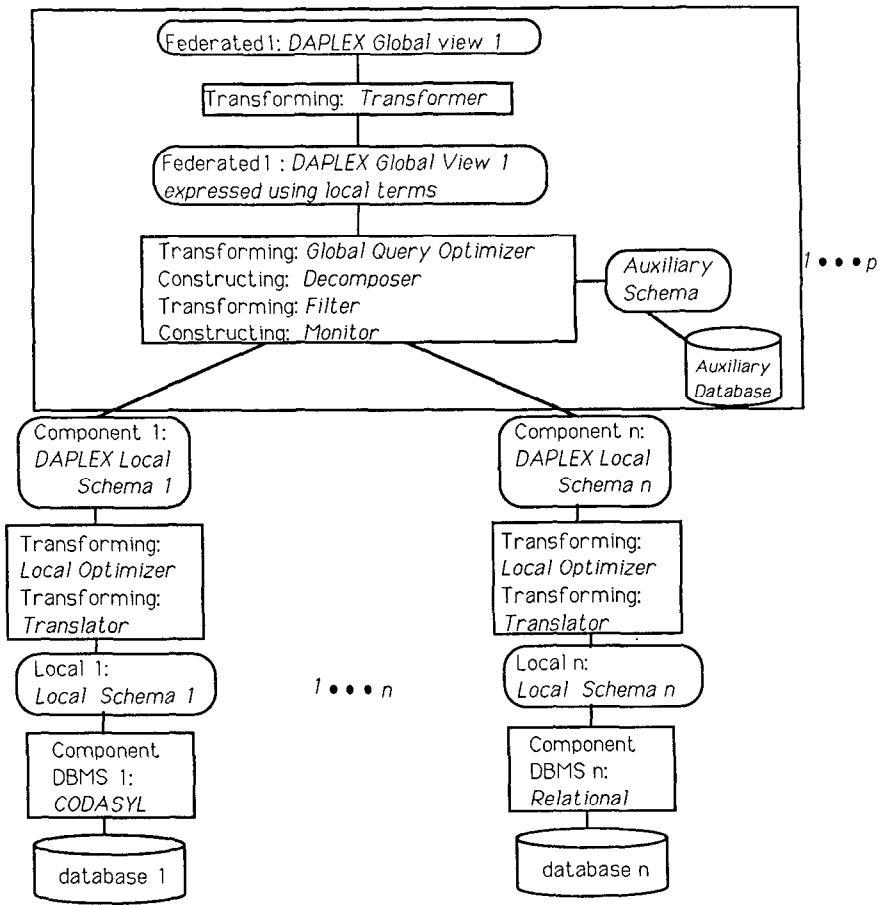 Federated1: DAPLEX Global view 1
Transforming: Transformer
Federated1 : DAPLEX Global View 1
expressed using local terms
Transforming: Global Query Optimizer
Constructing: Decomposer
Transforming: Filter
Constructing: Monitor
Auxiliary
Schema
Auxiliary
Database
1 ••• p
Component 1:
DAPLEX Local
Schema 1
Transforming:
Local Optimizer
Transforming:
Translator
Local 1:
Local Schema 1
Component
DBMS 1:
CODASYL
database 1
1 ••• n
Component n:
DAPLEX Local
Schema n
Transforming:
Local Optimizer
Transforming:
Translator
Local n:
Local Schema n
Component
DBMS n:
Relational
database n